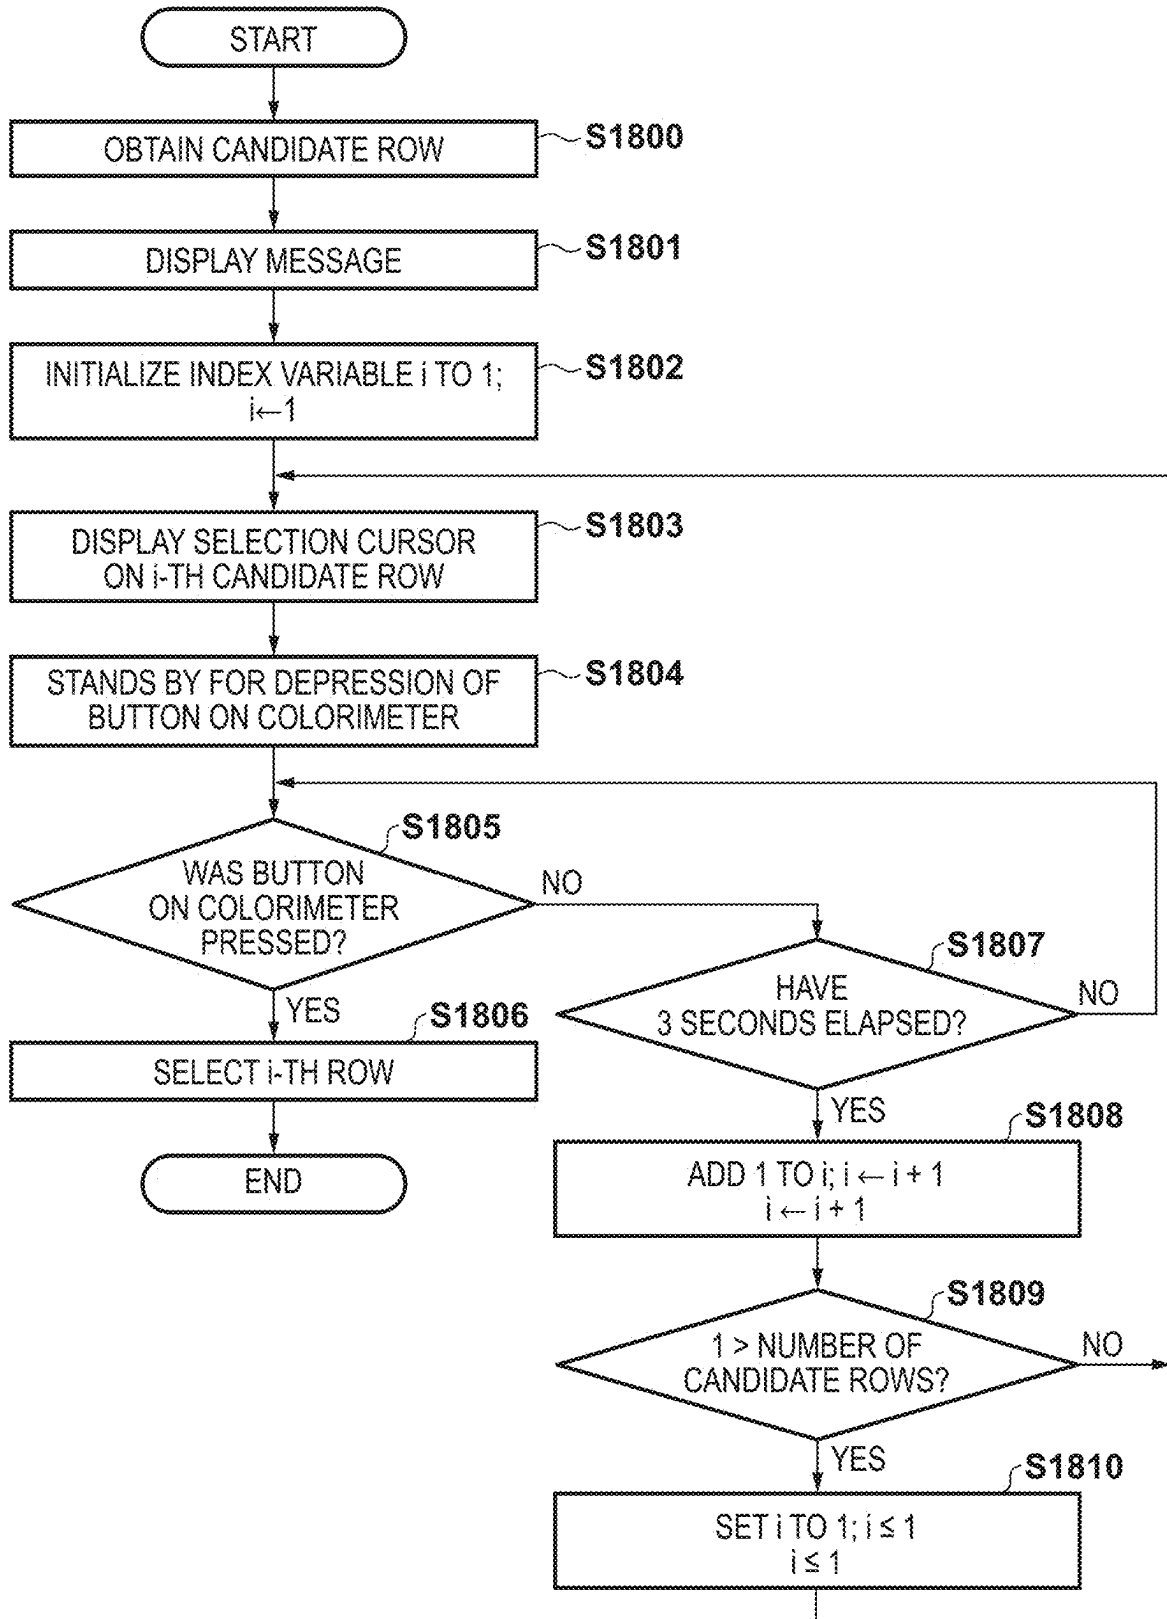 START
OBTAIN CANDIDATE ROW
S1800
DISPLAY MESSAGE
S1801
INITIALIZE INDEX VARIABLE i TO 1;
i←1
S1802
DISPLAY SELECTION CURSOR
ON i-TH CANDIDATE ROW
S1803
STANDS BY FOR DEPRESSION OF
BUTTON ON COLORIMETER
S1804
S1805
WAS BUTTON
ON COLORIMETER
PRESSED?
NO
YES
S1806
SELECT i-TH ROW
END
S1807
HAVE
3 SECONDS ELAPSED?
NO
YES
S1808
ADD 1 TO i; i ← i + 1
i ← i + 1
S1809
1 > NUMBER OF
CANDIDATE ROWS?
NO
YES
S1810
SET i TO 1; i ≤ 1
i ≤ 1